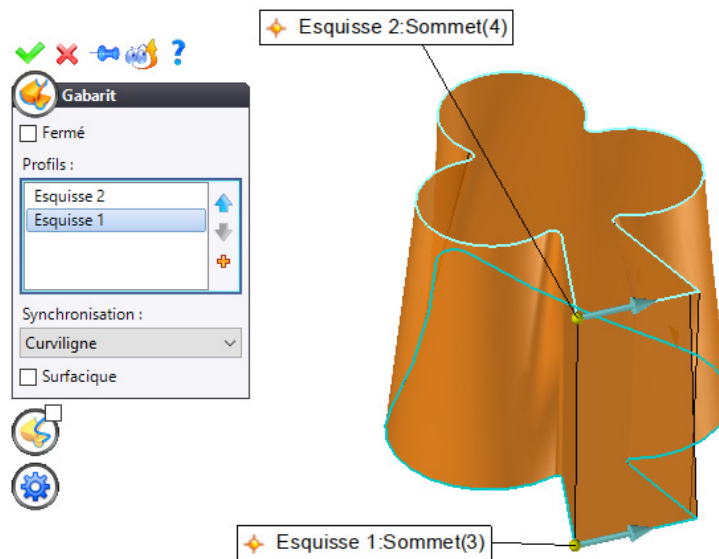 Esquisse 2:Sommet(4)
?
Gabarit
Fermé
Profils :
Esquisse 2
Esquisse 1
Synchronisation :
Curviligne
Surfacique
Esquisse 1:Sommet(3)